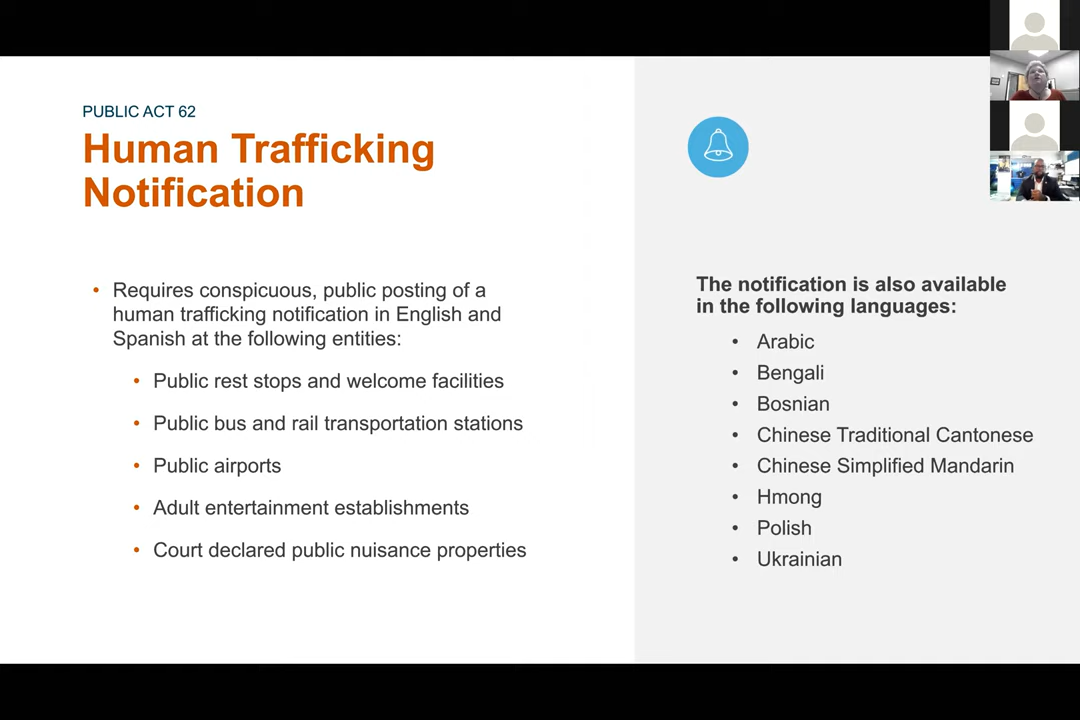 PUBLIC ACT 62
Human Trafficking
Notification
• Requires conspicuous, public posting of a
human trafficking notification in English and
Spanish at the following entities:
• Public rest stops and welcome facilities
• Public bus and rail transportation stations
• Public airports
• Adult entertainment establishments
• Court declared public nuisance properties
The notification is also available
in the following languages:
• Arabic
• Bengali
• Bosnian
• Chinese Traditional Cantonese
• Chinese Simplified Mandarin
• Hmong
• Polish
• Ukrainian